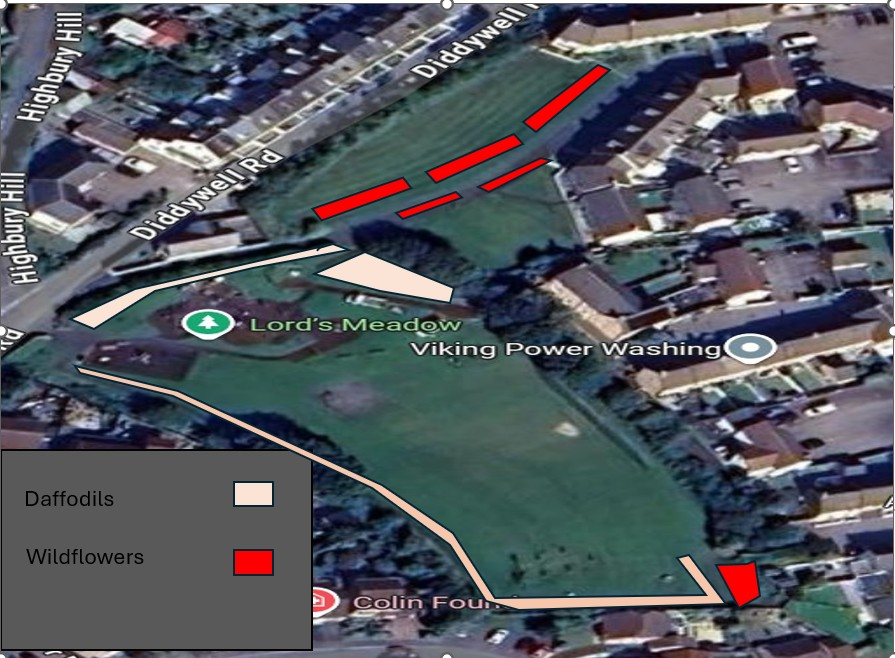 Highbury Hill
Diddywell
Diddywell Rd
Highbury Hill
Lord's Meadow
Viking Power Washing
Daffodils
Wildflowers
Colin Foun